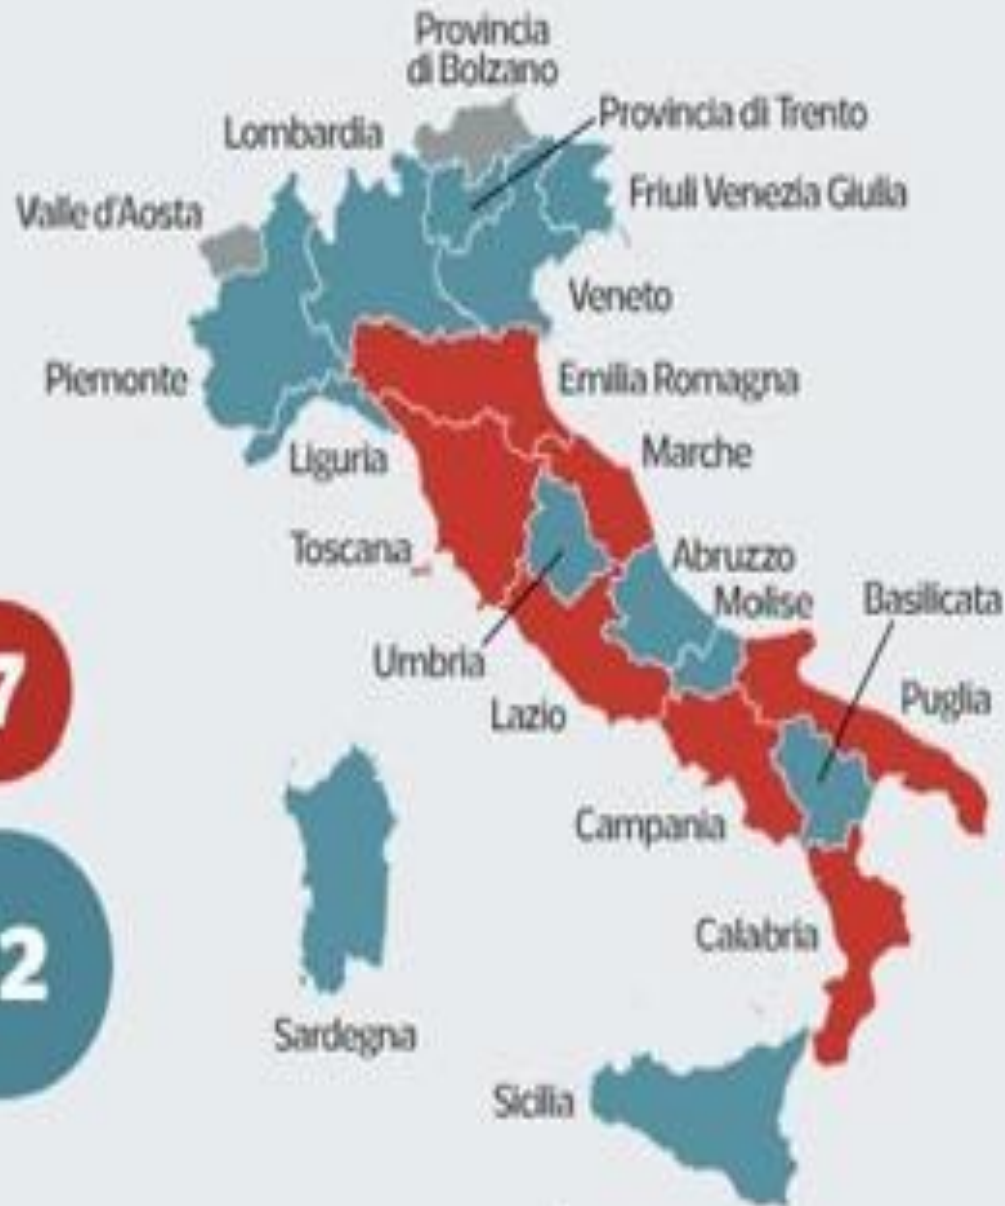 Provincia
di Bolzano
Provincia di Trento
Lombardia
Friuli Venezia Giulia
Valle d'Aosta
Veneto
Piemonte
Emilia Romagna
Marche
Liguria
Toscana
Abruzzo
Molise
Basilicata
Umbria
Puglia
Lazio
7
Campania
Calabria
2
Sardegna
Sicilia